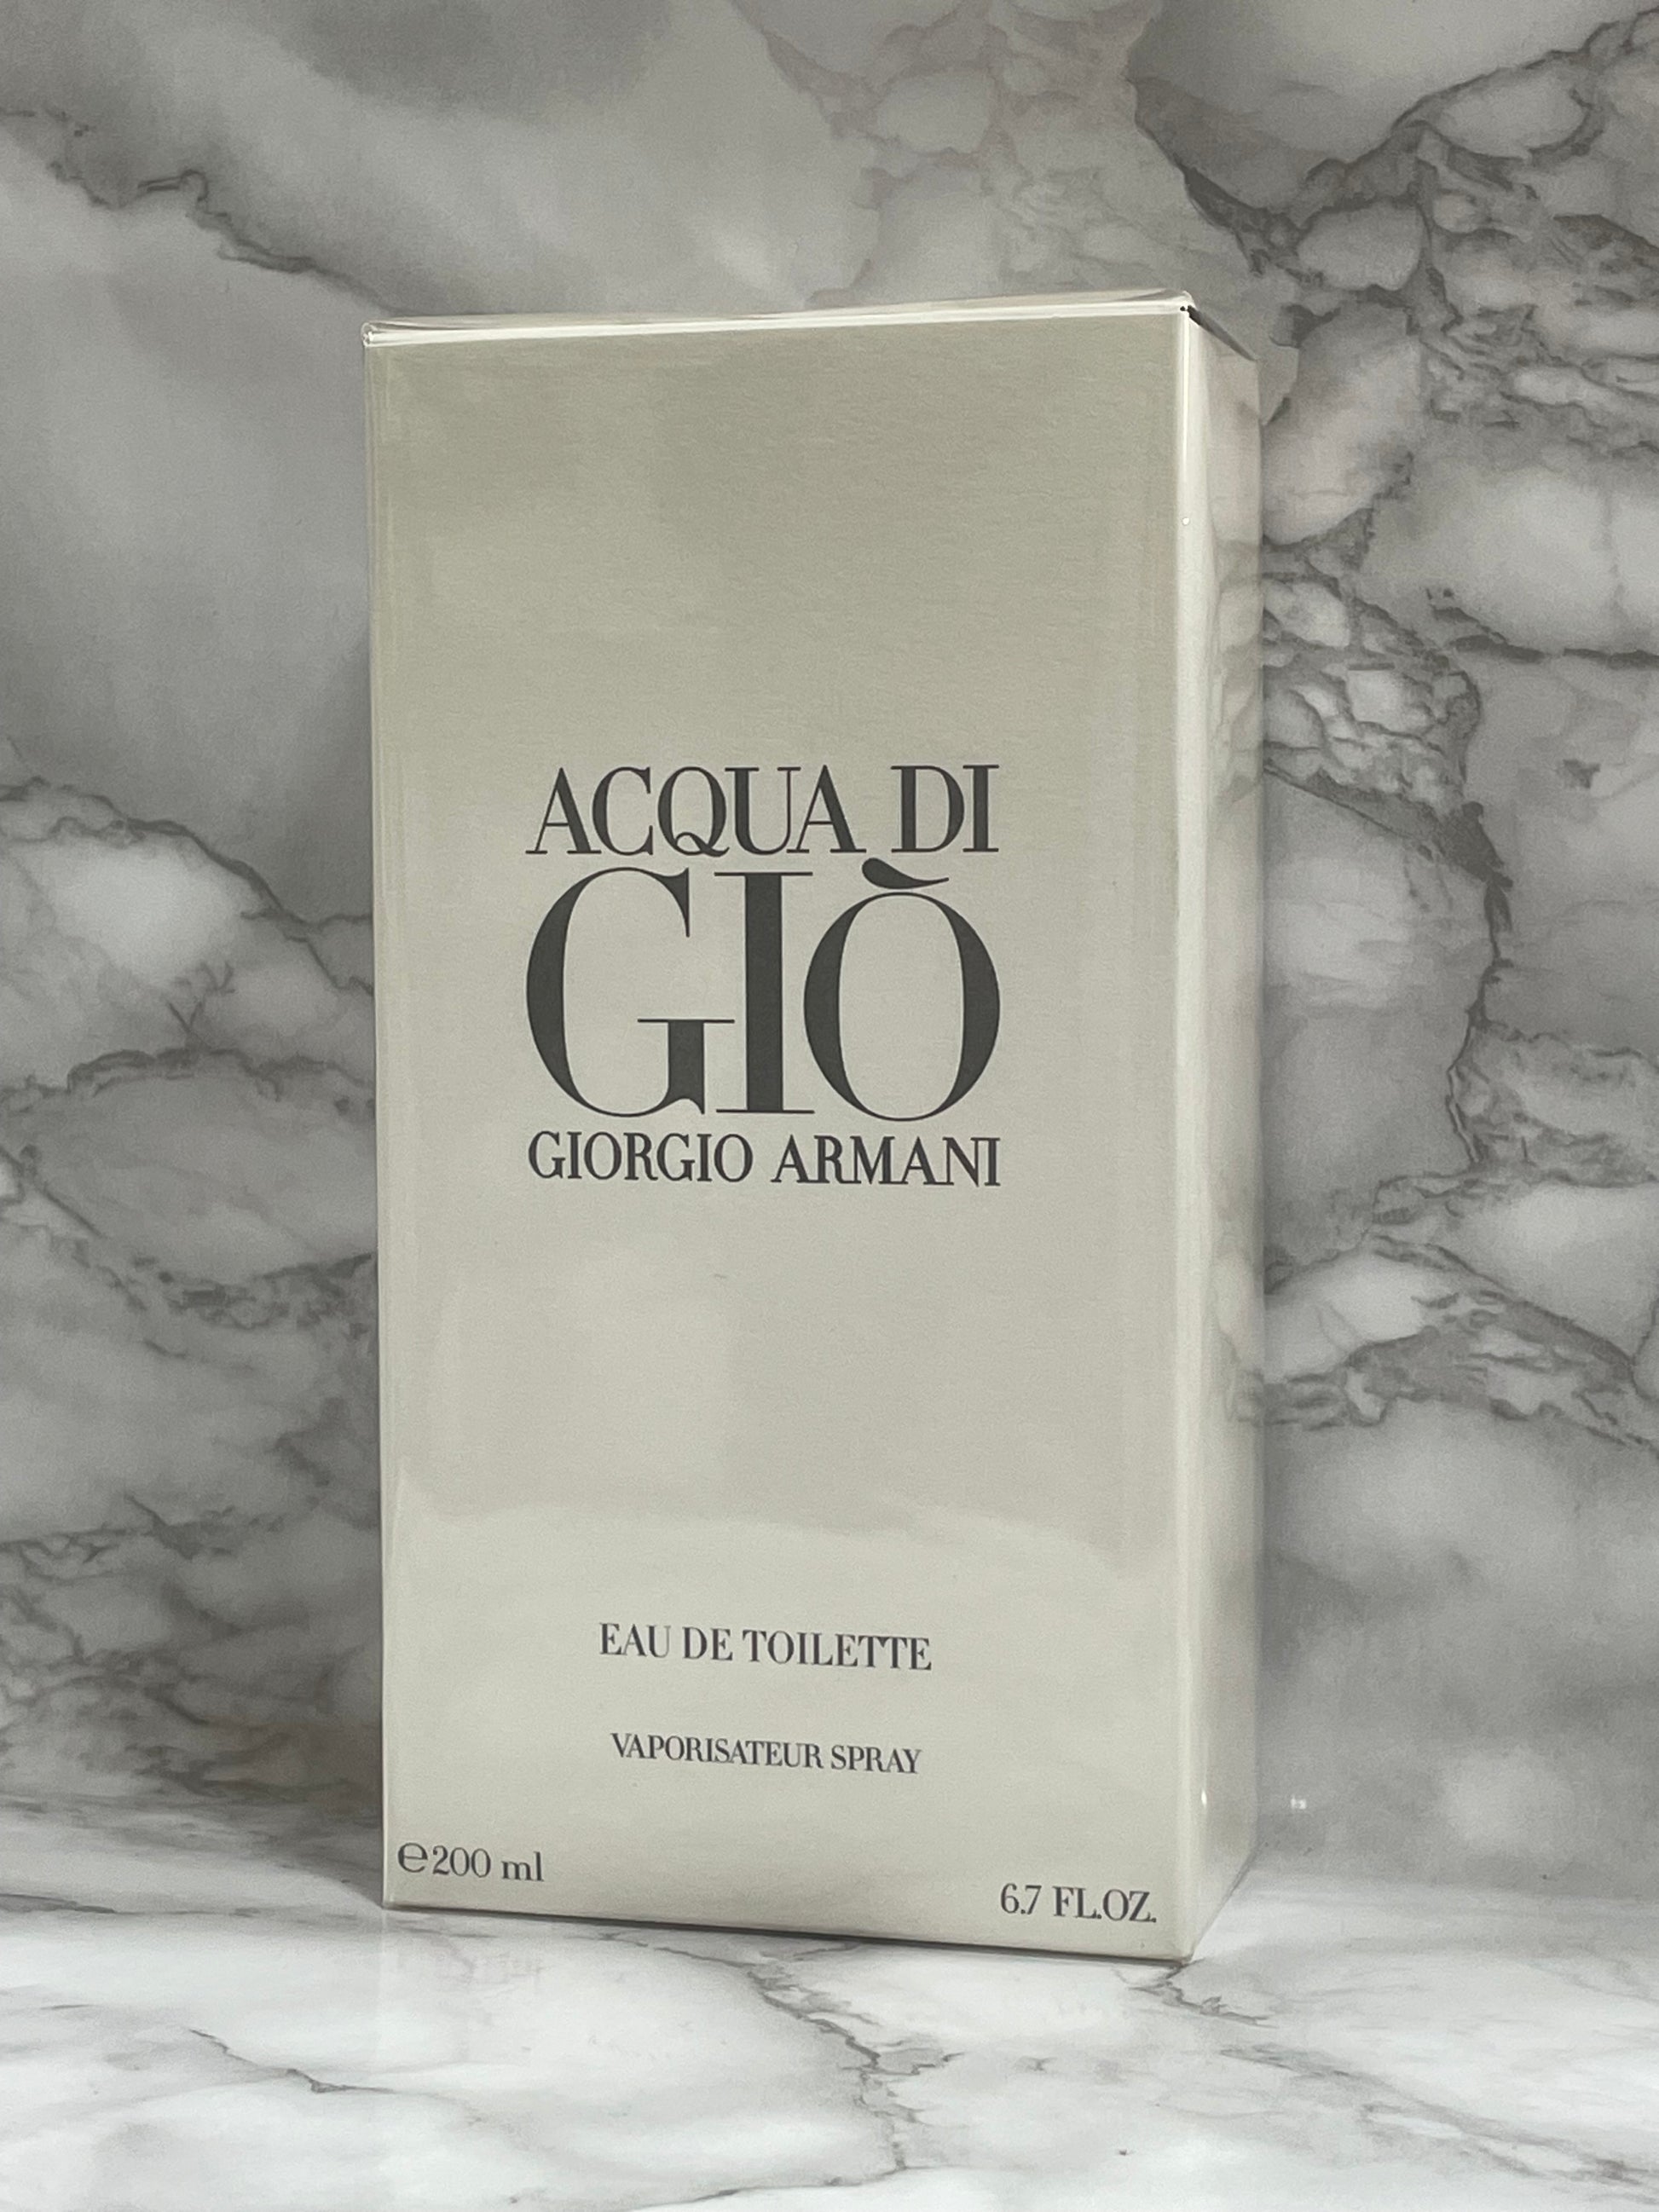 ACQUA DI
GIÒ
GIORGIO ARMANI
EAU DE TOILETTE
VAPORISATEUR SPRAY
℮200 ml
6.7 FL.OZ.